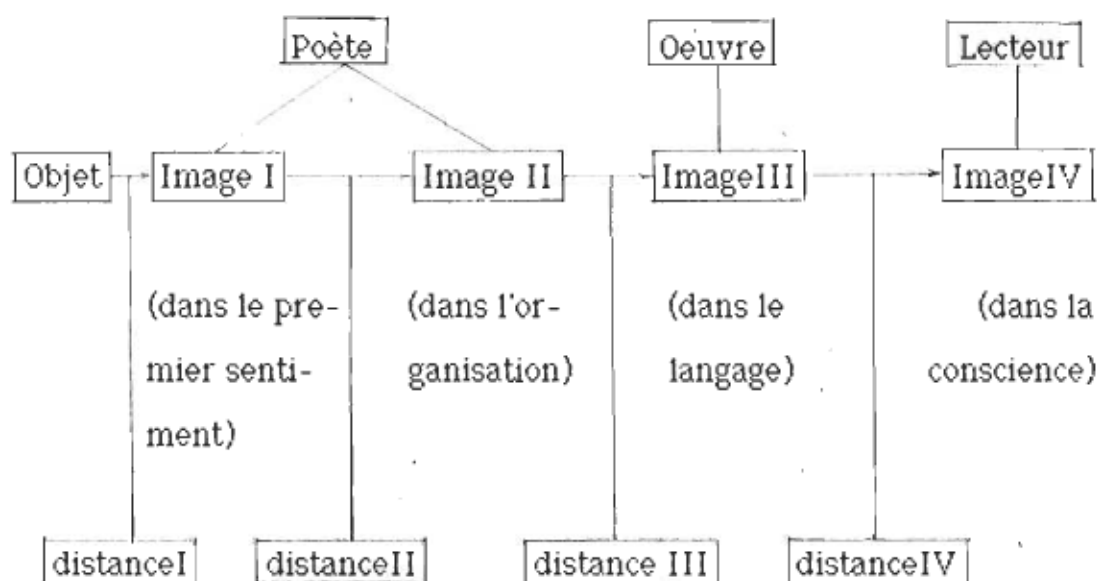 Poète
Oeuvre
Lecteur
Objet
Image I
Image II
ImageIII
ImageIV
(dans le pre-
mier senti-
ment)
(dans l'or-
ganisation)
(dans le
langage)
(dans la
conscience)
distanceI
distanceII
distance III
distanceIV